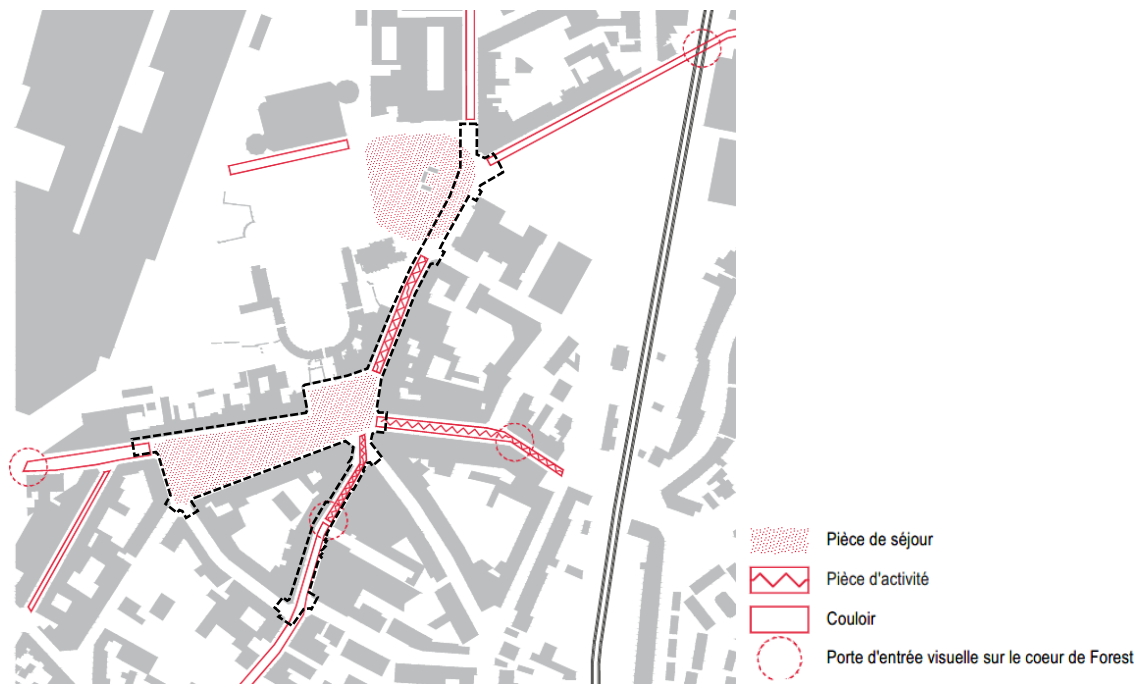 Pièce de séjour
Pièce d'activité
Couloir
Porte d'entrée visuelle sur le coeur de Forest